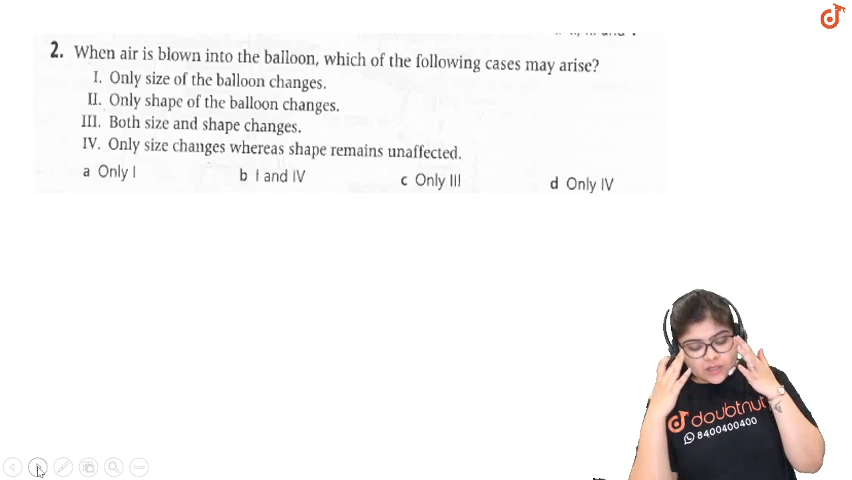 2. When air is blown into the balloon, which of the following cases may arise?
I. Only size of the balloon changes.
II. Only shape of the balloon changes.
III. Both size and shape changes.
IV. Only size changes whereas shape remains unaffected.
a Only I b I and IV c Only III d Only IV
doubtnut
8400400400